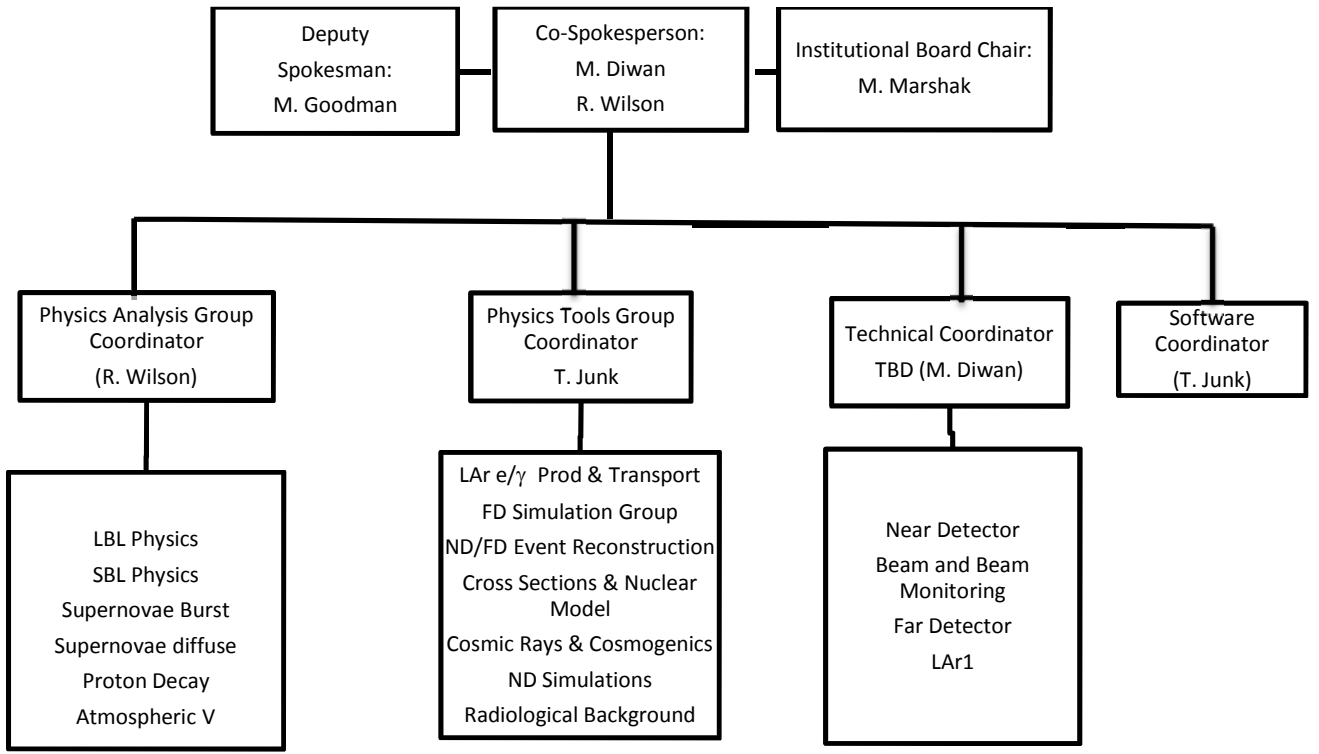 Deputy
Spokesman:
M. Goodman
Co-Spokesperson:
M. Diwan
R. Wilson
Institutional Board Chair:
M. Marshak
Physics Analysis Group
Coordinator
(R. Wilson)
Physics Tools Group
Coordinator
T. Junk
Technical Coordinator
TBD (M. Diwan)
Software
Coordinator
(T. Junk)
LBL Physics
SBL Physics
Supernovae Burst
Supernovae diffuse
Proton Decay
Atmospheric V
LAr e/γ Prod & Transport
FD Simulation Group
ND/FD Event Reconstruction
Cross Sections & Nuclear
Model
Cosmic Rays & Cosmogenics
ND Simulations
Radiological Background
Near Detector
Beam and Beam
Monitoring
Far Detector
LAr1